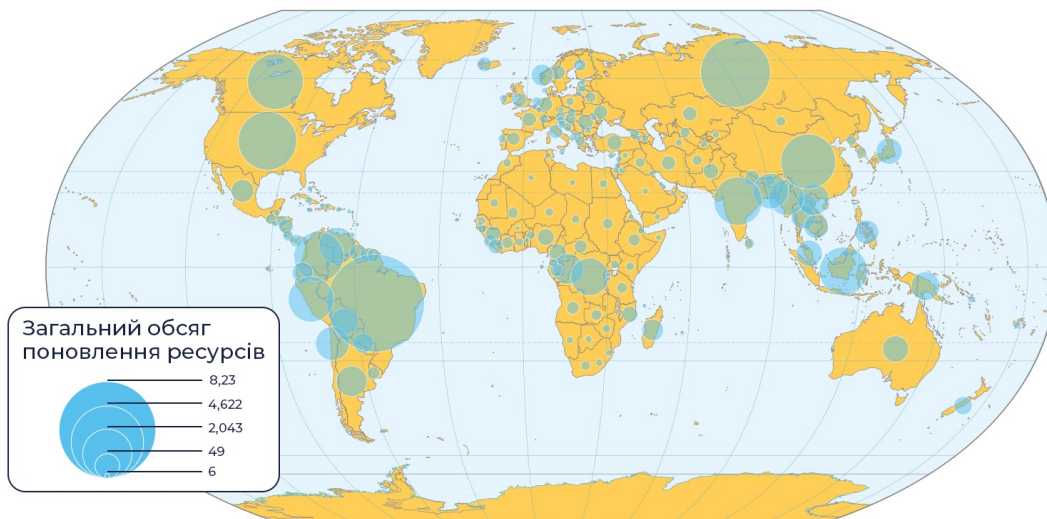 Загальний обсяг
поновлення ресурсів
8,23
4,622
2,043
49
6